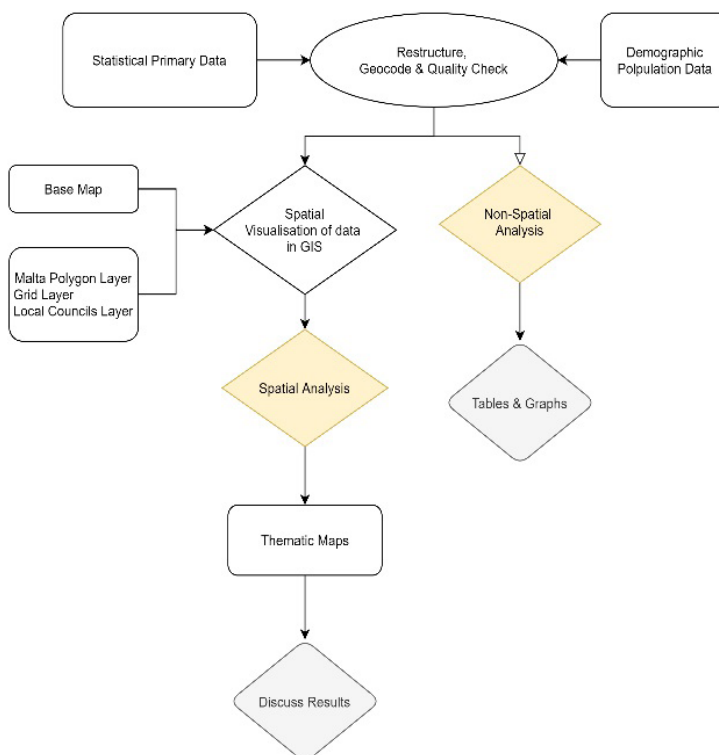 Statistical Primary Data
Restructure,
Geocode & Quality Check
Demographic
Polpulation Data
Base Map
Malta Polygon Layer
Grid Layer
Local Councils Layer
Spatial
Visualisation of data
in GIS
Non-Spatial
Analysis
Spatial Analysis
Tables & Graphs
Thematic Maps
Discuss Results